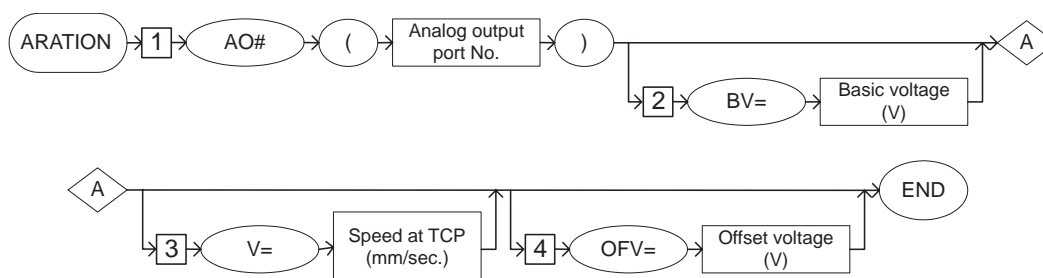 ARATION 1 AO# ( Analog output port No. ) A
2 BV= Basic voltage (V)
A
3 V= Speed at TCP (mm/sec.) 4 OFV= Offset voltage (V) END